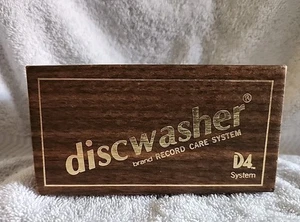 discwasher®
brand RECORD CARE SYSTEM
D4.
System